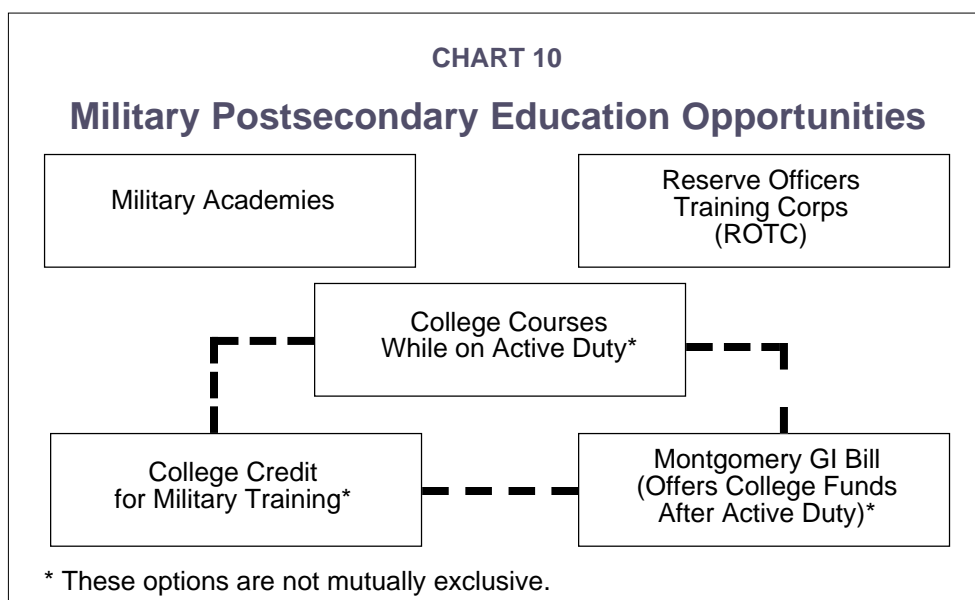 CHART 10
Military Postsecondary Education Opportunities
Military Academies
Reserve Officers
Training Corps
(ROTC)
College Courses
While on Active Duty*
College Credit
for Military Training*
Montgomery GI Bill
(Offers College Funds
After Active Duty)*
* These options are not mutually exclusive.